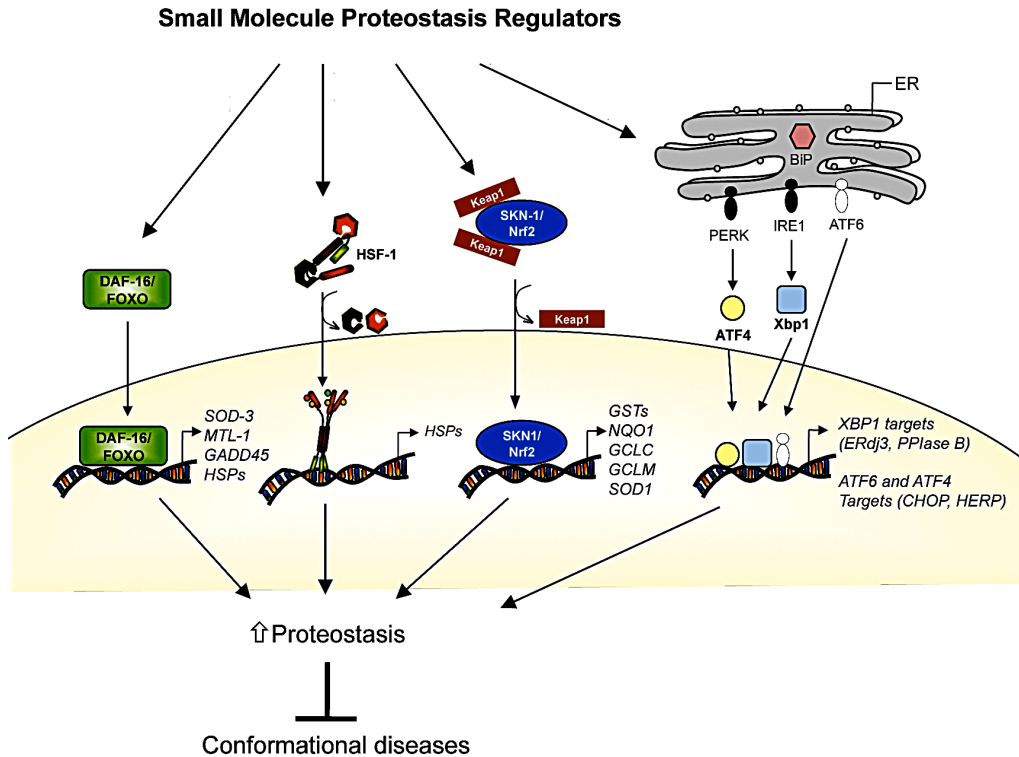 Small Molecule Proteostasis Regulators
ER
BiP
PERK
IRE1
ATF6
Keap1
SKN-1/
Nrf2
Keap1
HSF-1
DAF-16/
FOXO
Keap1
ATF4
Xbp1
DAF-16/
FOXO
SOD-3
MTL-1
GADD45
HSPs
HSPs
SKN1/
Nrf2
GSTs
NQO1
GCLC
GCLM
SOD1
XBP1 targets
(ERdj3, PPIase B)
ATF6 and ATF4
Targets (CHOP, HERP)
⇧Proteostasis
Conformational diseases